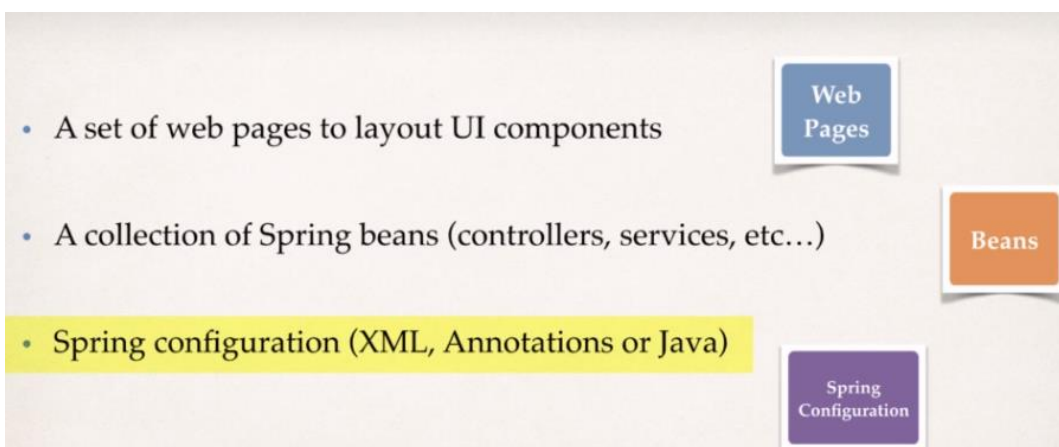 Web
Pages
• A set of web pages to layout UI components
• A collection of Spring beans (controllers, services, etc…)
Beans
• Spring configuration (XML, Annotations or Java)
Spring
Configuration